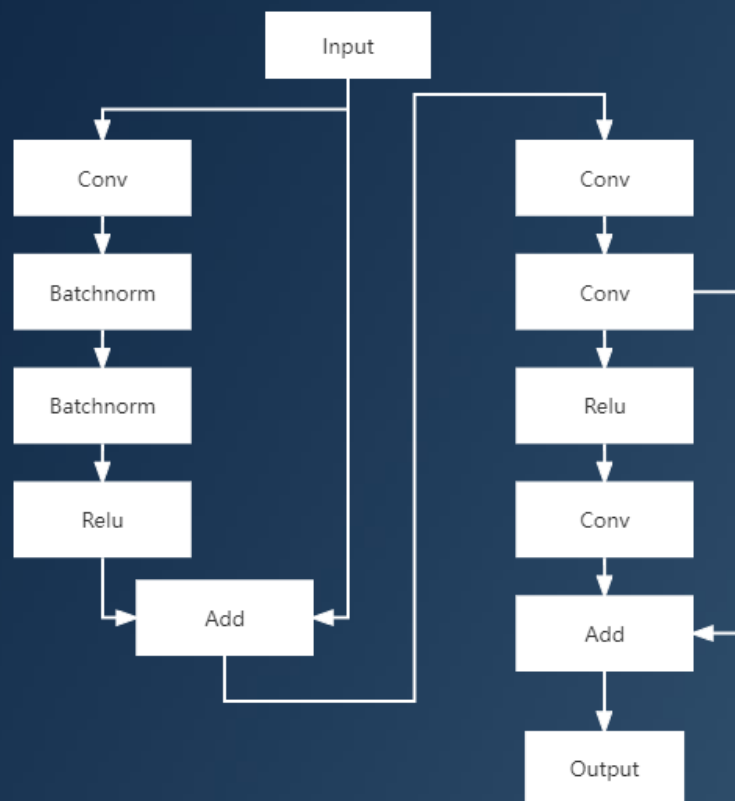 Input
Conv
Batchnorm
Batchnorm
Relu
Add
Conv
Conv
Relu
Conv
Add
Output